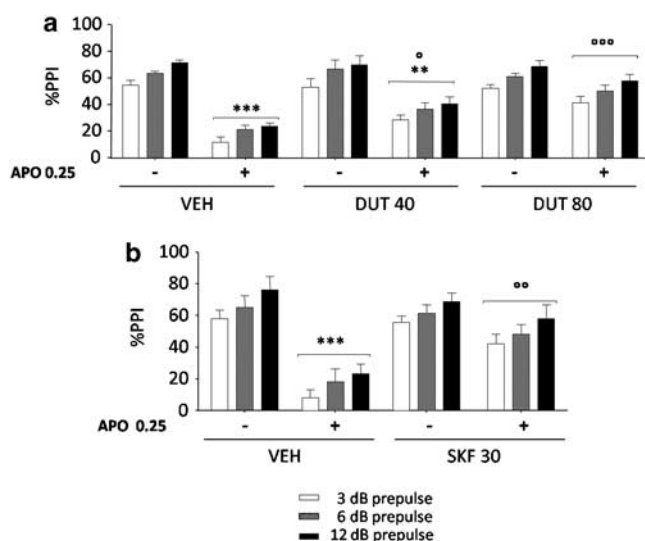 a
%PPI
100
80
60
40
20
0
*** ° ** °°°
APO 0.25 - + - + - +
VEH DUT 40 DUT 80
b
%PPI
100
80
60
40
20
0
*** °°
APO 0.25 - + - +
VEH SKF 30
3 dB prepulse
6 dB prepulse
12 dB prepulse